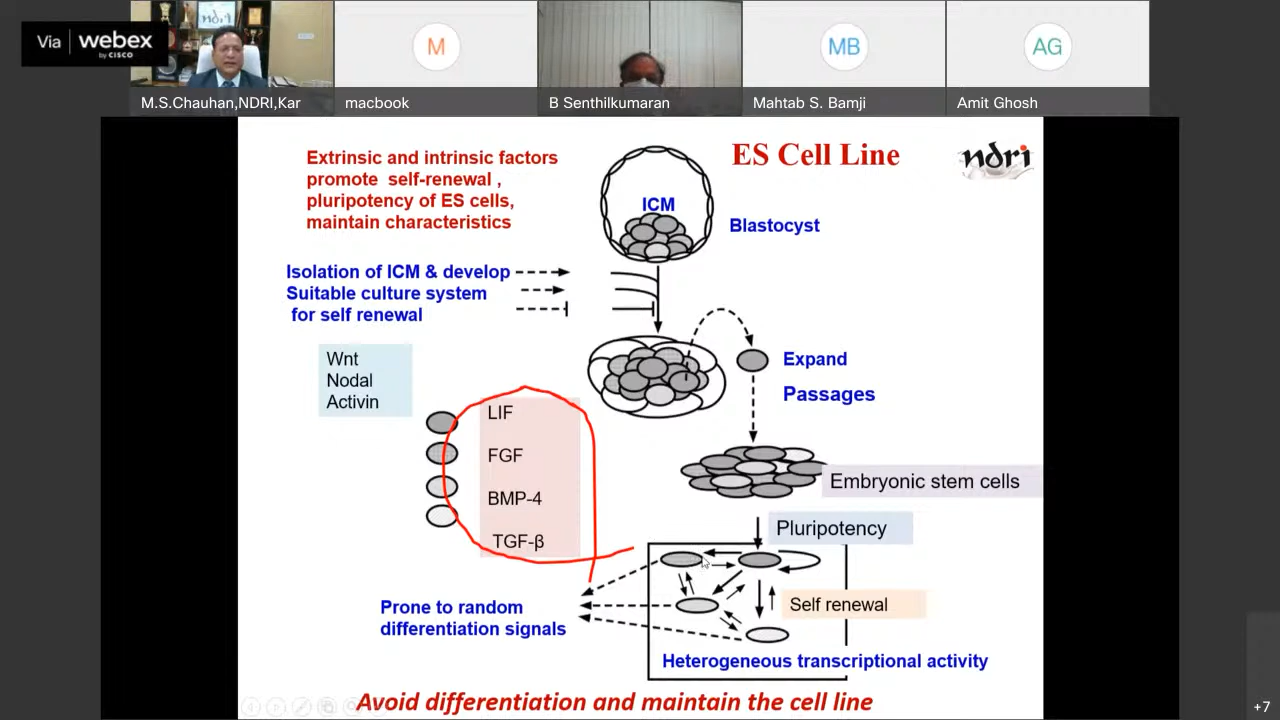 Via webex
by CISCO
M
MB
AG
M.S.Chauhan,NDRI,Kar
macbook
B Senthilkumaran
Mahtab S. Bamji
Amit Ghosh
Extrinsic and intrinsic factors
promote self-renewal ,
pluripotency of ES cells,
maintain characteristics
ES Cell Line
ndri
ICM
Blastocyst
Isolation of ICM & develop
Suitable culture system
for self renewal
Wnt
Nodal
Activin
Expand
Passages
LIF
FGF
BMP-4
TGF-β
Embryonic stem cells
Pluripotency
Self renewal
Prone to random
differentiation signals
Heterogeneous transcriptional activity
Avoid differentiation and maintain the cell line
+7